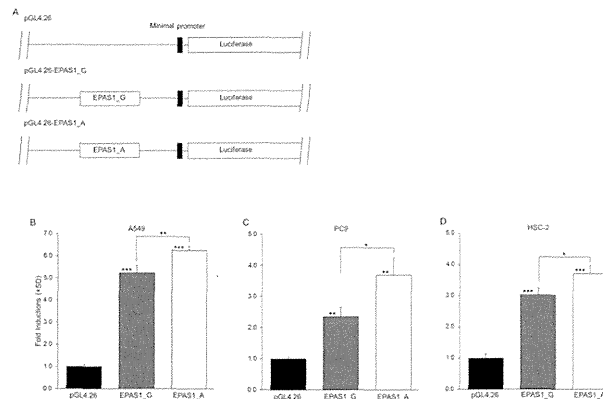 A
pGL4.26
Minimal promoter
Luciferase
pGL4.26-EPAS1_G
EPAS1_G
Luciferase
pGL4.26-EPAS1_A
EPAS1_A
Luciferase
B
A549
Fold Inductions (+SD)
7.0
6.0
5.0
4.0
3.0
2.0
1.0
0.0
**
***
***
pGL4.26
EPAS1_G
EPAS1_A
C
PC9
5.0
4.0
3.0
2.0
1.0
0.0
*
**
**
pGL4.26
EPAS1_G
EPAS1_A
D
HSC-2
5.0
4.0
3.0
2.0
1.0
0.0
*
***
***
pGL4.26
EPAS1_G
EPAS1_A